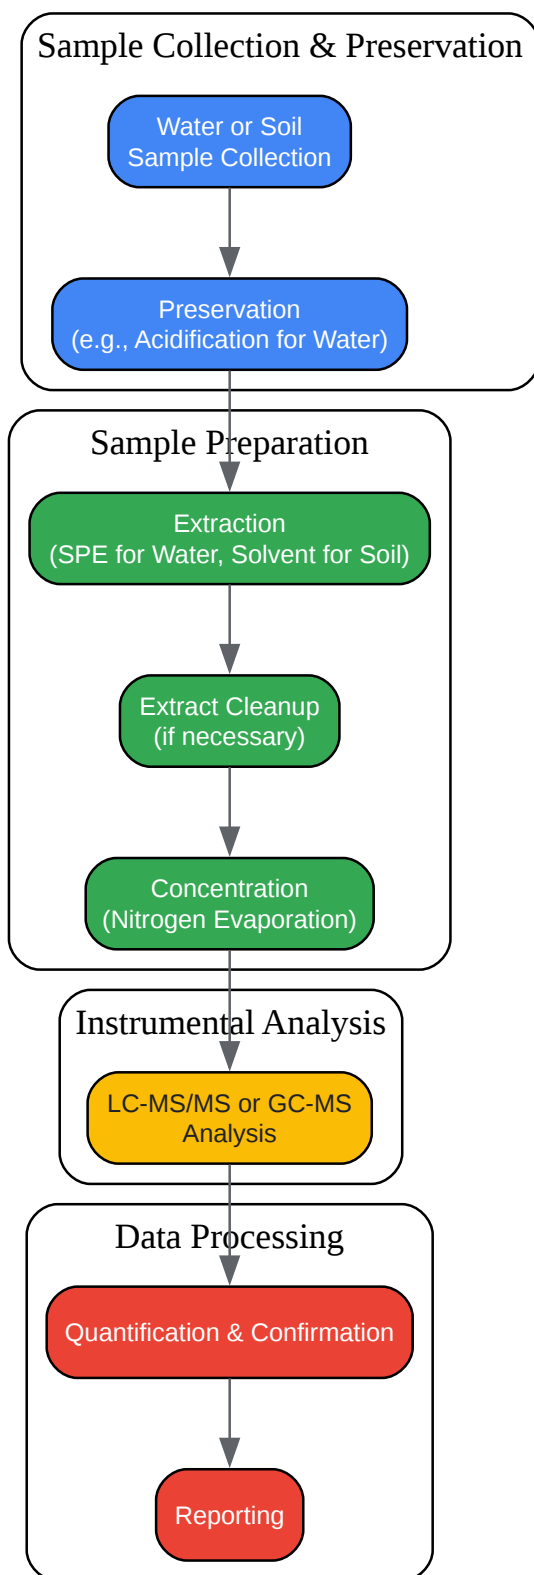 Sample Collection & Preservation
Water or Soil
Sample Collection
Preservation
(e.g., Acidification for Water)
Sample Preparation
Extraction
(SPE for Water, Solvent for Soil)
Extract Cleanup
(if necessary)
Concentration
(Nitrogen Evaporation)
Instrumental Analysis
LC-MS/MS or GC-MS
Analysis
Data Processing
Quantification & Confirmation
Reporting